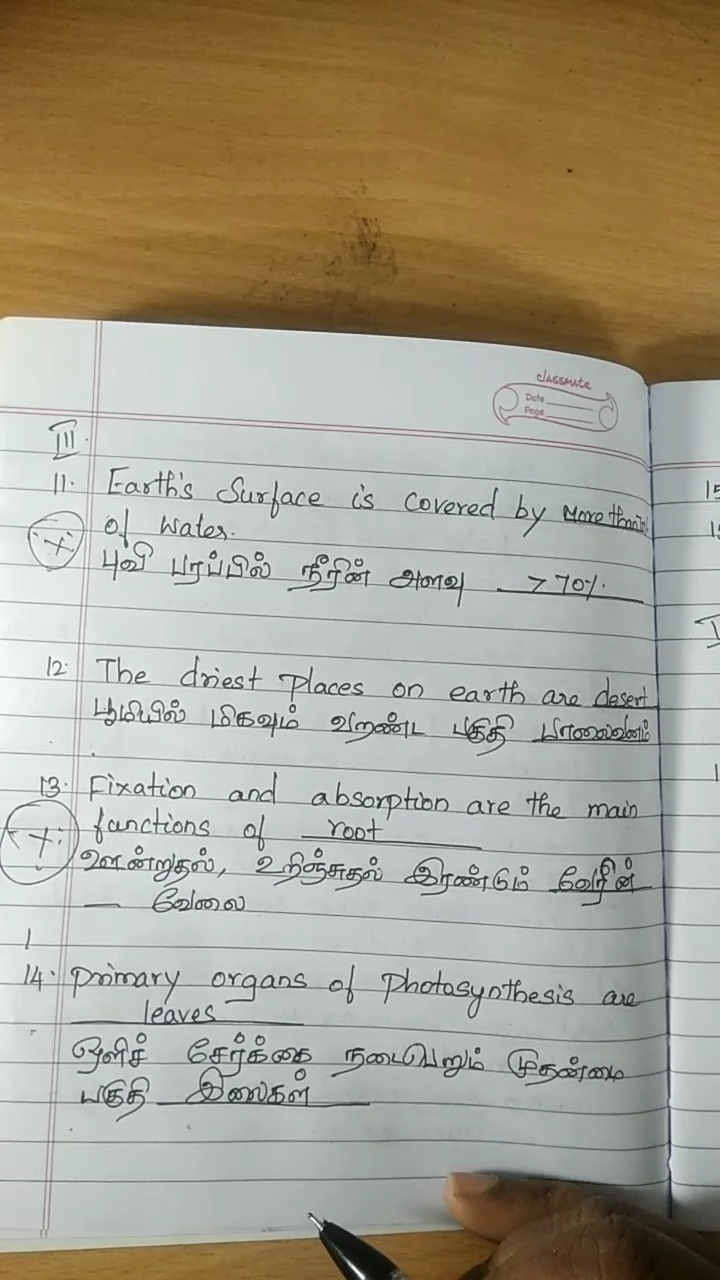 classmate
Date
Page
III.
11. Earth's Surface is covered by More than
of water.
புவி பரப்பில் நீரின் அளவு > 70%.
12. The driest places on earth are desert
பூமியில் மிகவும் வறண்ட பகுதி பாலைவனம்
13. Fixation and absorption are the main
functions of root
ஊன்றுதல், உறிஞ்சுதல் இரண்டும் வேரின்
வேலை
14. Primary organs of Photosynthesis are
leaves
ஒளிச் சேர்க்கை நடைபெறும் முதன்மை
பகுதி இலைகள்